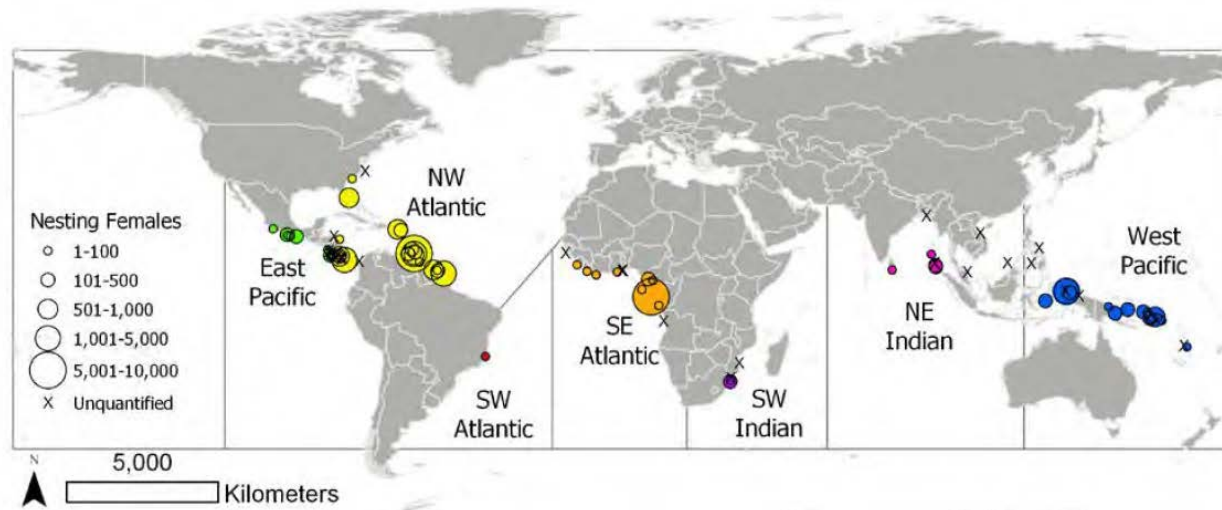 NW
Atlantic
Nesting Females
1-100
101-500
501-1,000
1,001-5,000
5,001-10,000
X Unquantified
East
Pacific
SW
Atlantic
SE
Atlantic
SW
Indian
NE
Indian
West
Pacific
N
5,000
Kilometers